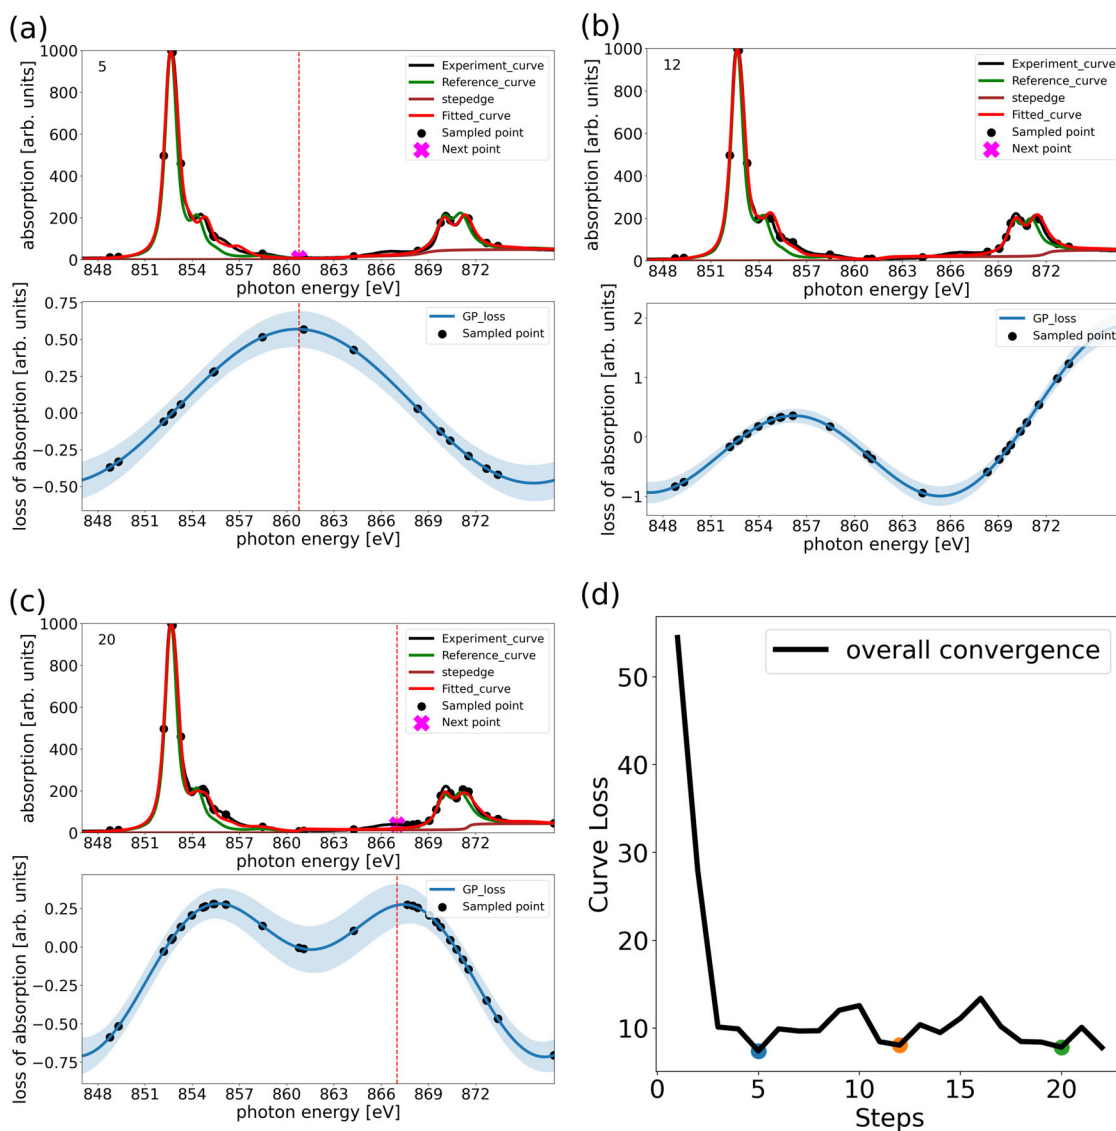 (a)
5
1000
800
600
400
200
0
absorption [arb. units]
Experiment_curve
Reference_curve
stepedge
Fitted_curve
Sampled point
Next point
848 851 854 857 860 863 866 869 872
photon energy [eV]
0.75
0.50
0.25
0.00
−0.25
−0.50
loss of absorption [arb. units]
GP_loss
Sampled point
848 851 854 857 860 863 866 869 872
photon energy [eV]
(b)
12
1000
800
600
400
200
0
absorption [arb. units]
Experiment_curve
Reference_curve
stepedge
Fitted_curve
Sampled point
Next point
848 851 854 857 860 863 866 869 872
photon energy [eV]
2
1
0
−1
loss of absorption [arb. units]
GP_loss
Sampled point
848 851 854 857 860 863 866 869 872
photon energy [eV]
(c)
20
1000
800
600
400
200
0
absorption [arb. units]
Experiment_curve
Reference_curve
stepedge
Fitted_curve
Sampled point
Next point
848 851 854 857 860 863 866 869 872
photon energy [eV]
0.25
0.00
−0.25
−0.50
−0.75
loss of absorption [arb. units]
GP_loss
Sampled point
848 851 854 857 860 863 866 869 872
photon energy [eV]
(d)
overall convergence
50
40
30
20
10
Curve Loss
0 5 10 15 20
Steps